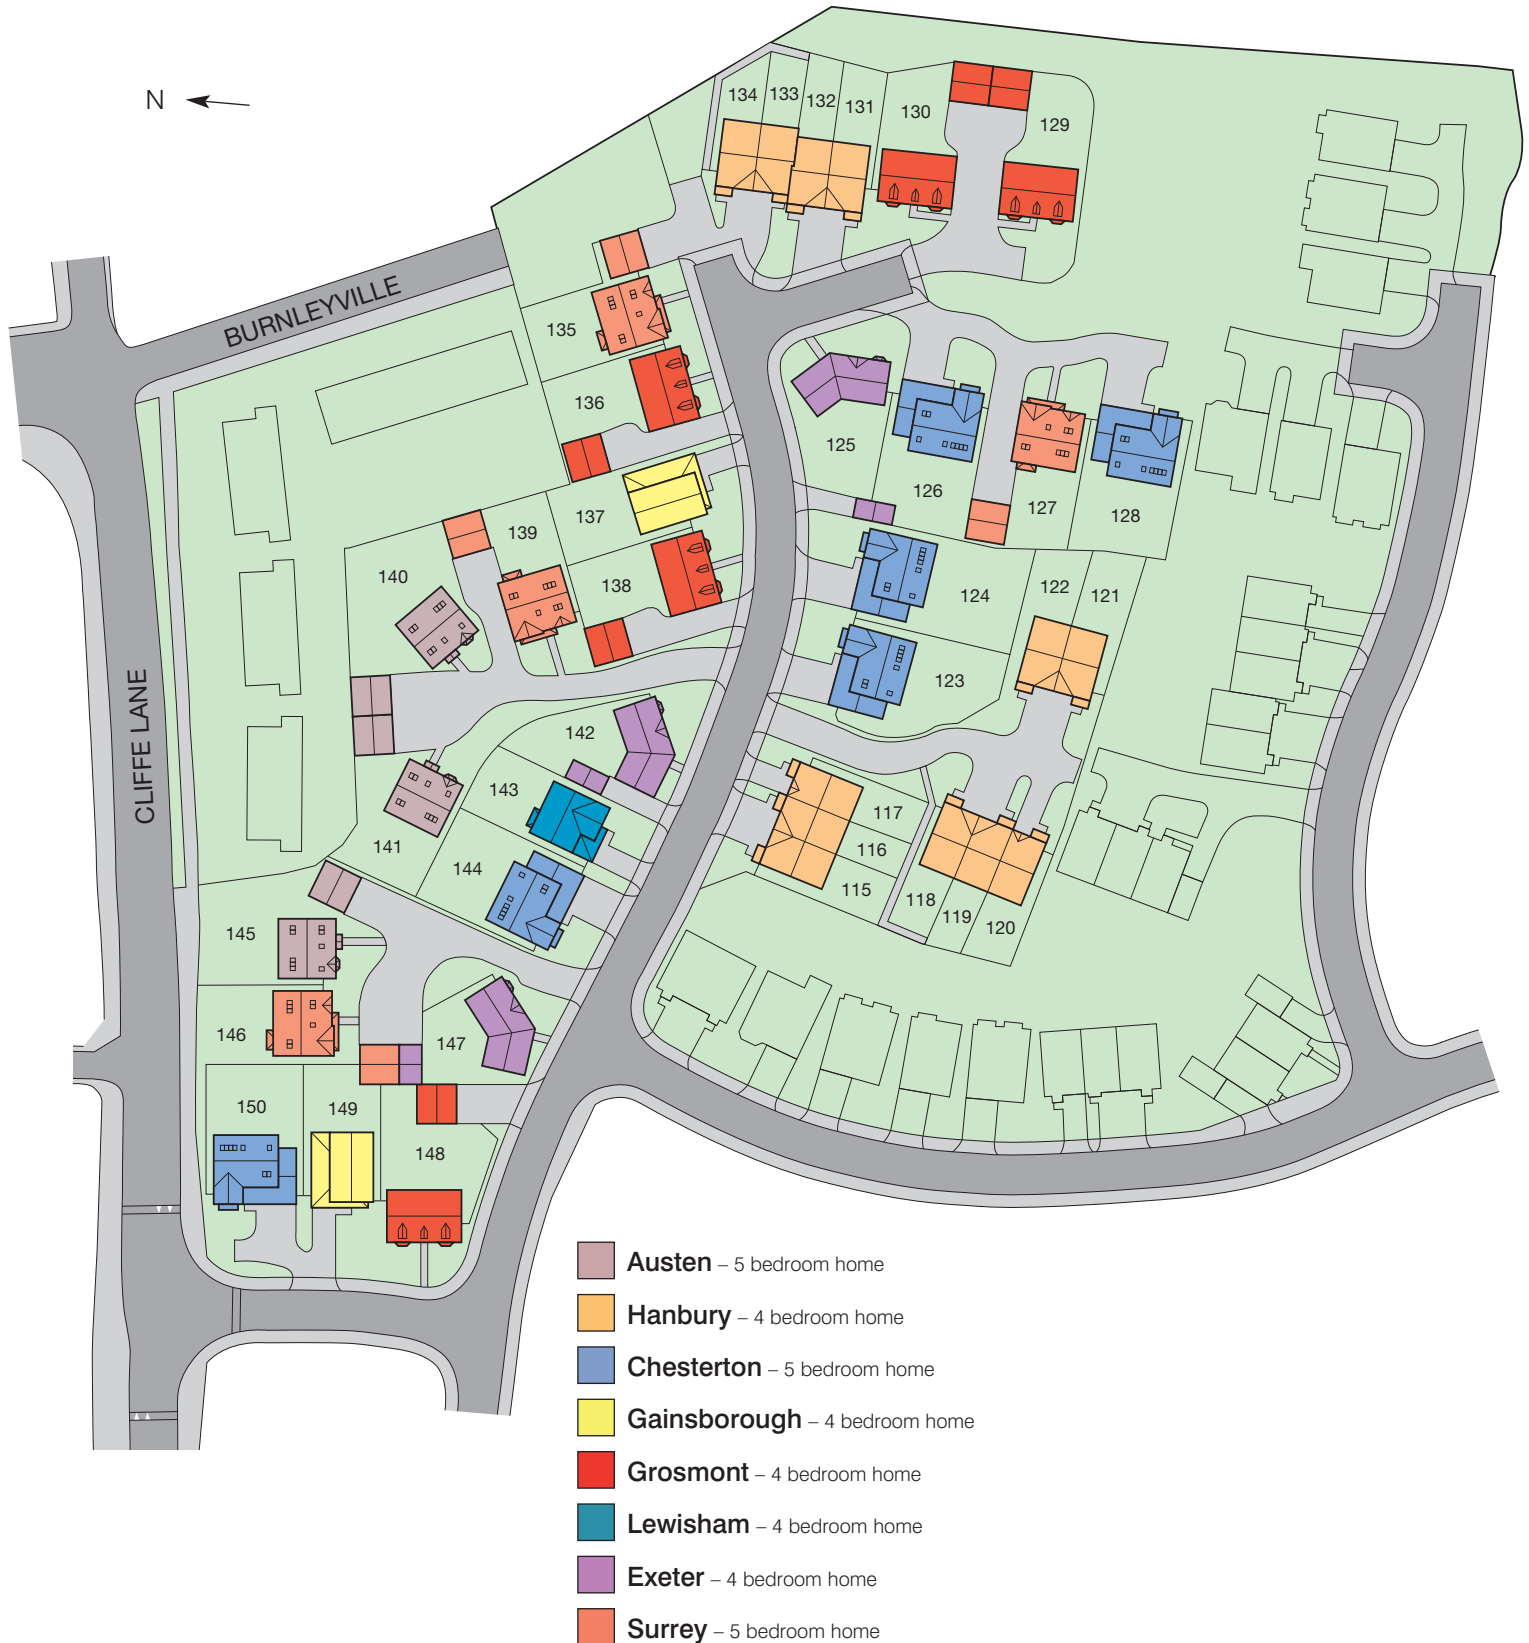 134 133 132 131 130 129
N
BURNLEYVILLE
135
136
125
126
127
128
137
139
138
140
124
122
121
123
142
143
141
144
117
116
115
118
119
120
CLIFFE LANE
145
146
147
150
149
148
Austen – 5 bedroom home
Hanbury – 4 bedroom home
Chesterton – 5 bedroom home
Gainsborough – 4 bedroom home
Grosmont – 4 bedroom home
Lewisham – 4 bedroom home
Exeter – 4 bedroom home
Surrey – 5 bedroom home